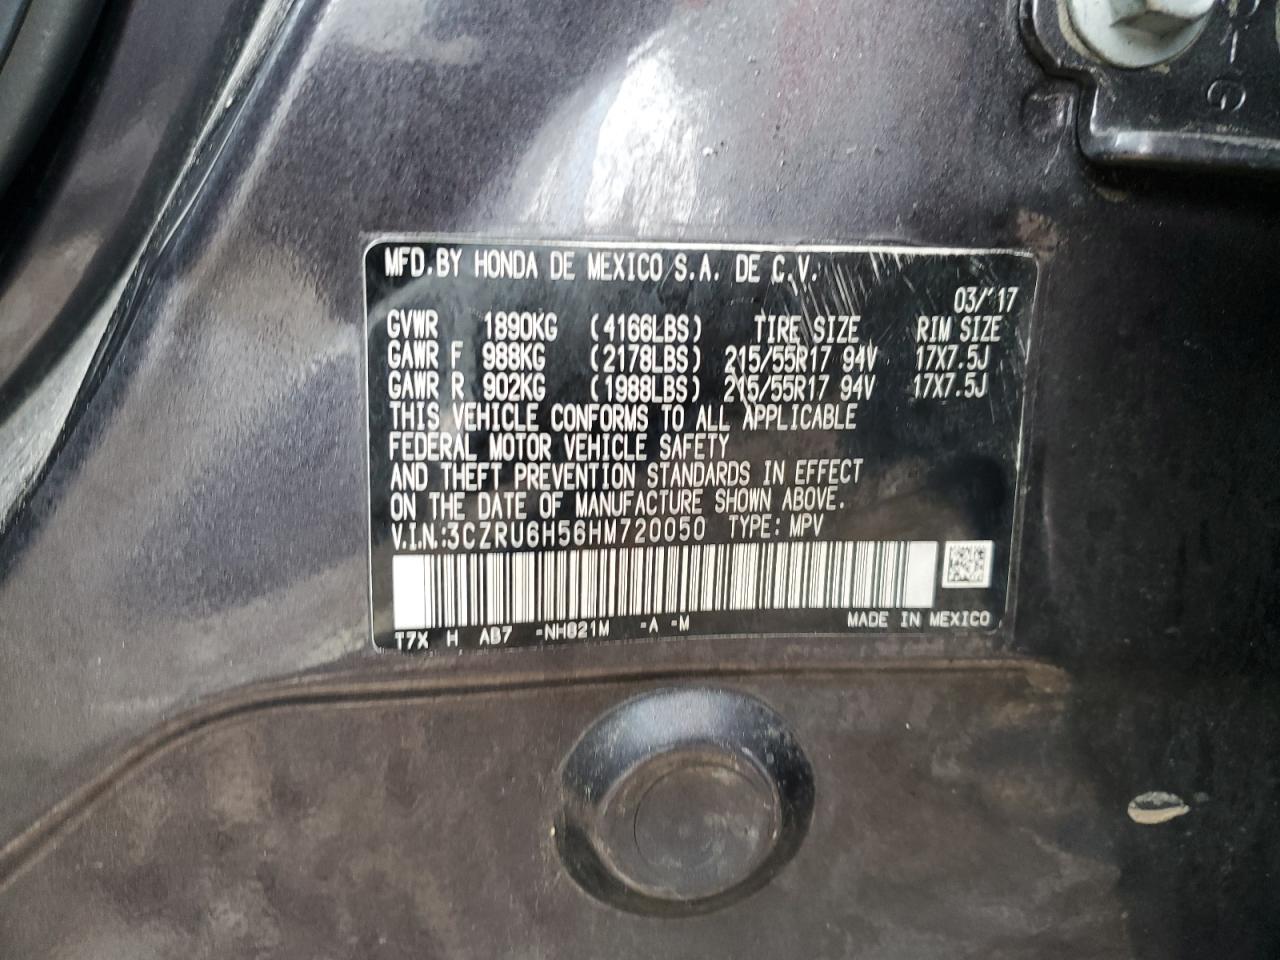 MFD. BY HONDA DE MEXICO S.A. DE C.V.
03/'17
GVWR 1890KG (4166LBS) TIRE SIZE RIM SIZE
GAWR F 988KG (2178LBS) 215/55R17 94V 17X7.5J
GAWR R 902KG (1988LBS) 215/55R17 94V 17X7.5J
THIS VEHICLE CONFORMS TO ALL APPLICABLE
FEDERAL MOTOR VEHICLE SAFETY
AND THEFT PREVENTION STANDARDS IN EFFECT
ON THE DATE OF MANUFACTURE SHOWN ABOVE.
V.I.N.:3CZRU6H56HM720050 TYPE: MPV
MADE IN MEXICO
T7X H AB7 -NH821M -A -M